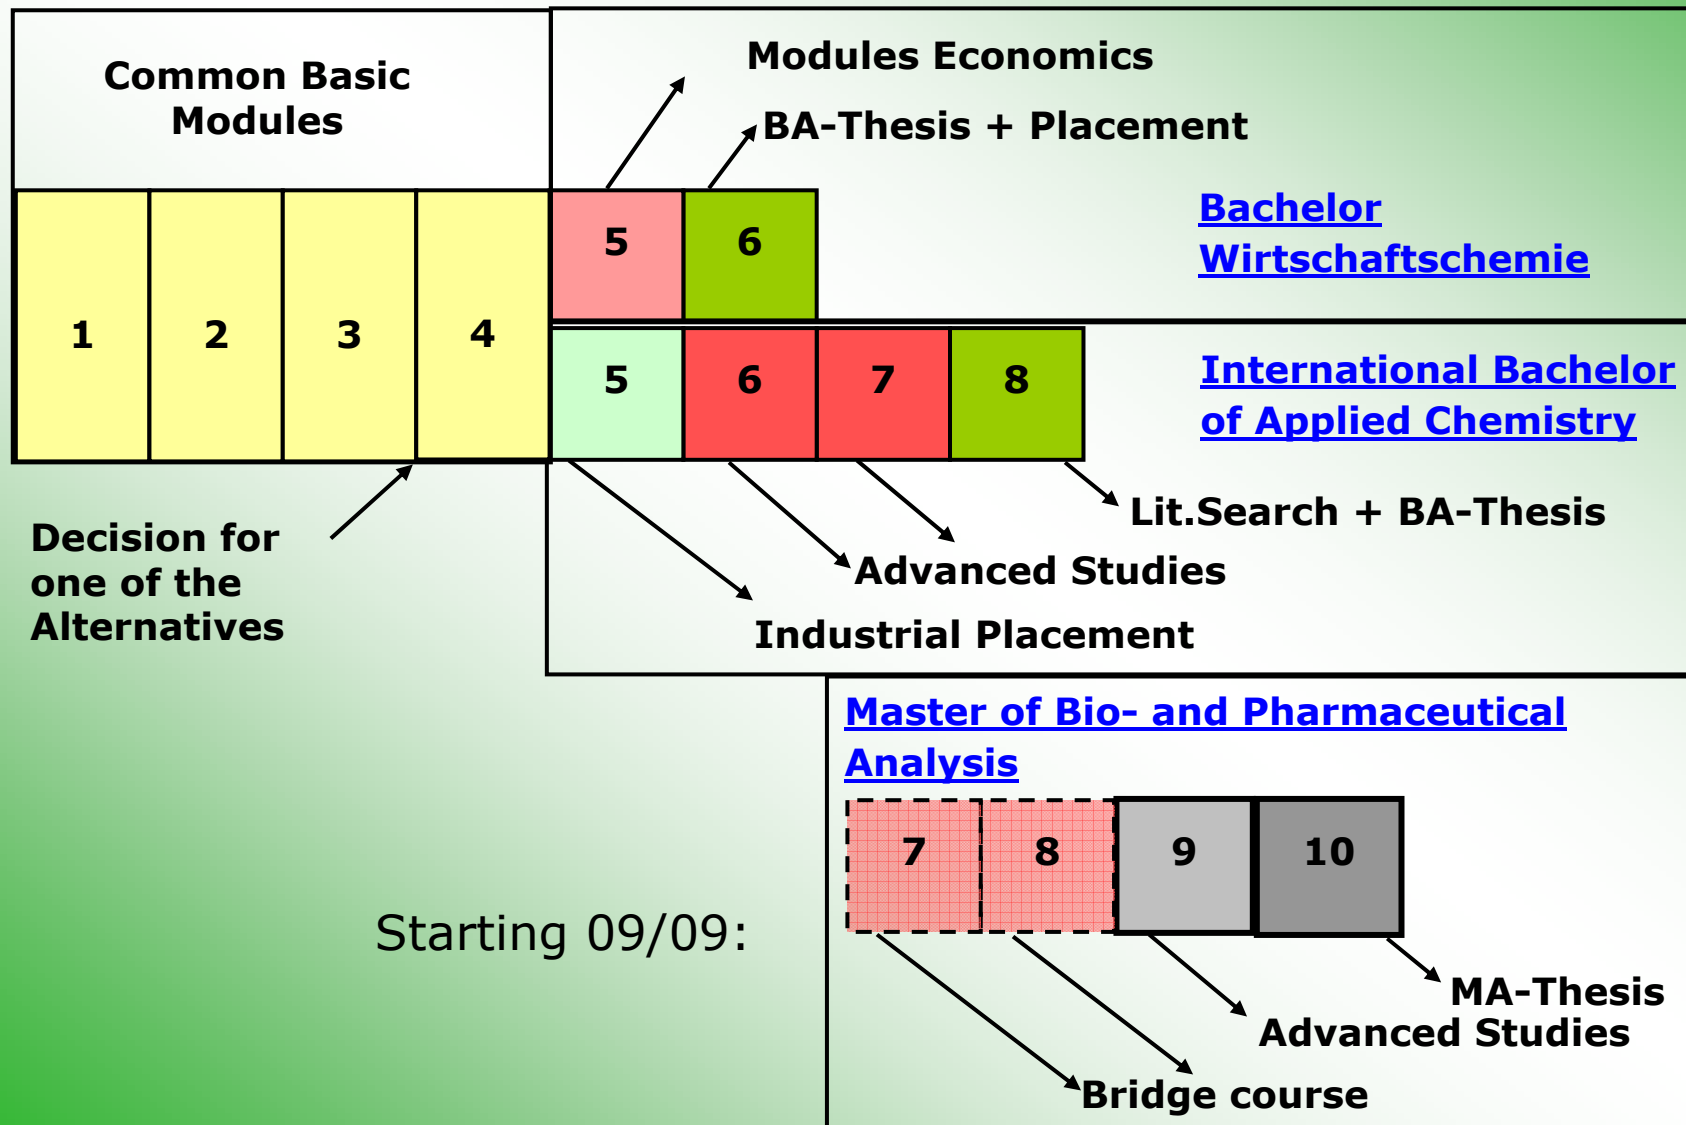 Common Basic
Modules
Modules Economics
BA-Thesis + Placement
1
2
3
4
5
6
Bachelor
Wirtschaftschemie
5
6
7
8
International Bachelor
of Applied Chemistry
Lit.Search + BA-Thesis
Advanced Studies
Industrial Placement
Decision for
one of the
Alternatives
Master of Bio- and Pharmaceutical
Analysis
7
8
9
10
Starting 09/09:
MA-Thesis
Advanced Studies
Bridge course